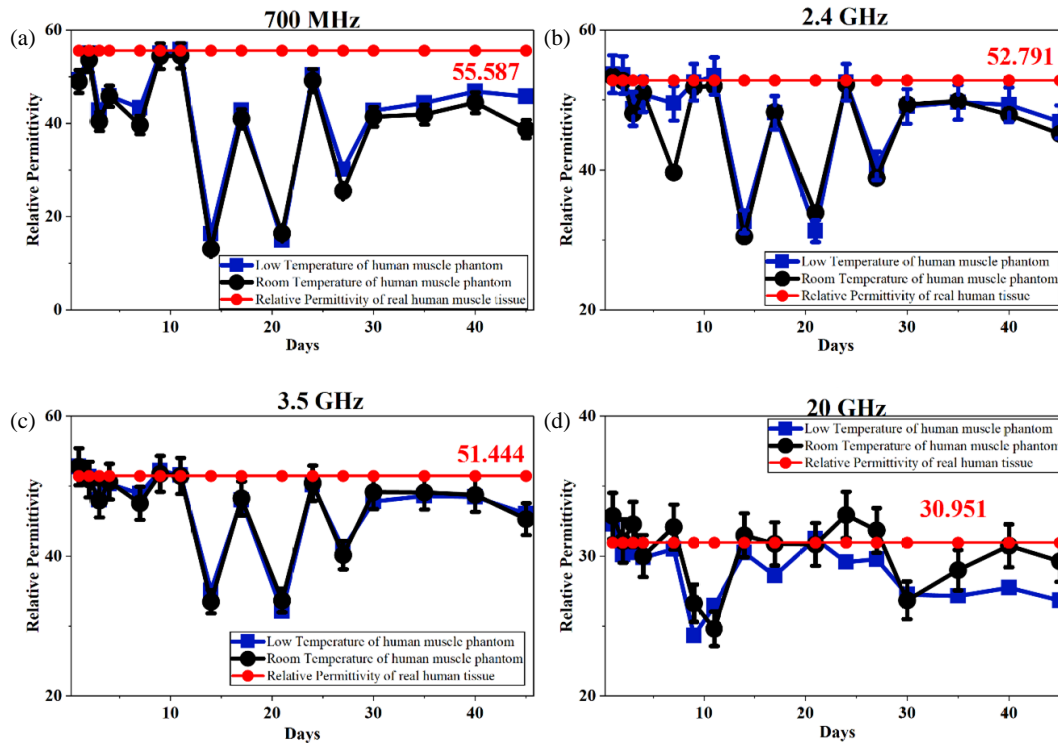 (a)
700 MHz
60
40
20
0
Relative Permittivity
55.587
Low Temperature of human muscle phantom
Room Temperature of human muscle phantom
Relative Permittivity of real human muscle tissue
10
20
30
40
Days
(b)
2.4 GHz
60
40
20
Relative Permittivity
52.791
Low Temperature of human muscle phantom
Room Temperature of human muscle phantom
Relative Permittivity of real human tissue
10
20
30
40
Days
(c)
3.5 GHz
60
40
20
Relative Permittivity
51.444
Low Temperature of human muscle phantom
Room Temperature of human muscle phantom
Relative Permittivity of real human tissue
10
20
30
40
Days
(d)
20 GHz
40
30
20
Relative Permittivity
Low Temperature of human muscle phantom
Room Temperature of human muscle phantom
Relative Permittivity of real human tissue
30.951
10
20
30
40
Days